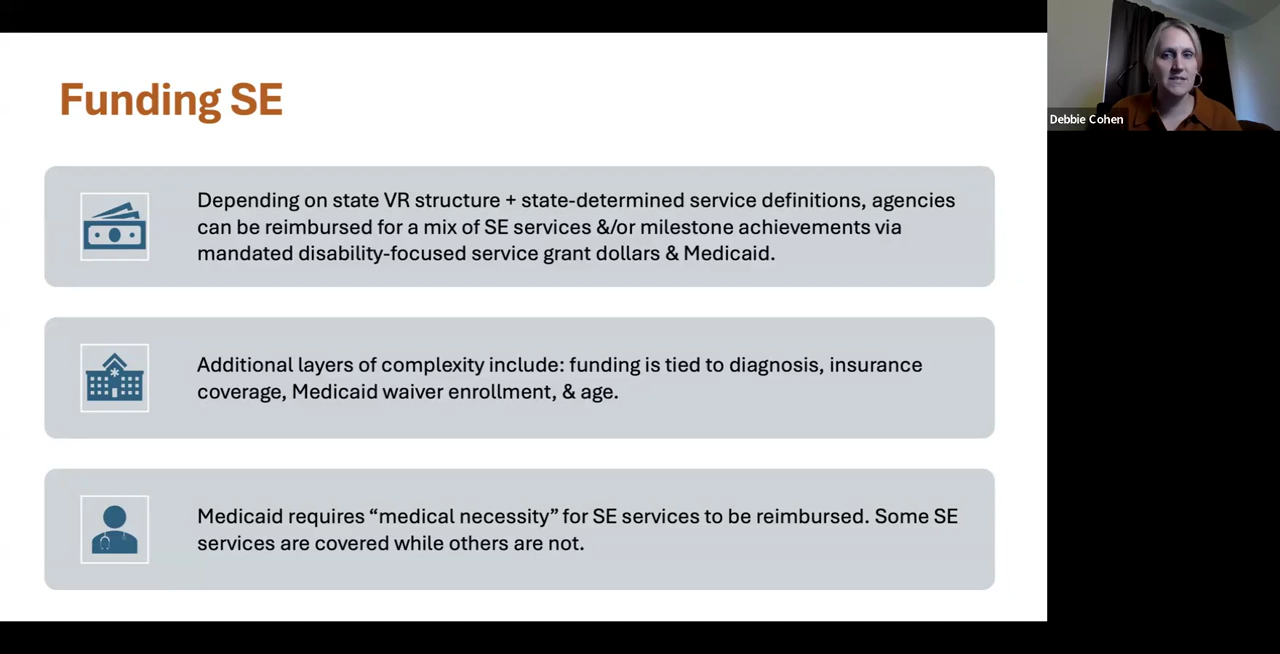 Funding SE
Depending on state VR structure + state-determined service definitions, agencies
can be reimbursed for a mix of SE services &/or milestone achievements via
mandated disability-focused service grant dollars & Medicaid.
Additional layers of complexity include: funding is tied to diagnosis, insurance
coverage, Medicaid waiver enrollment, & age.
Medicaid requires “medical necessity” for SE services to be reimbursed. Some SE
services are covered while others are not.
Debbie Cohen